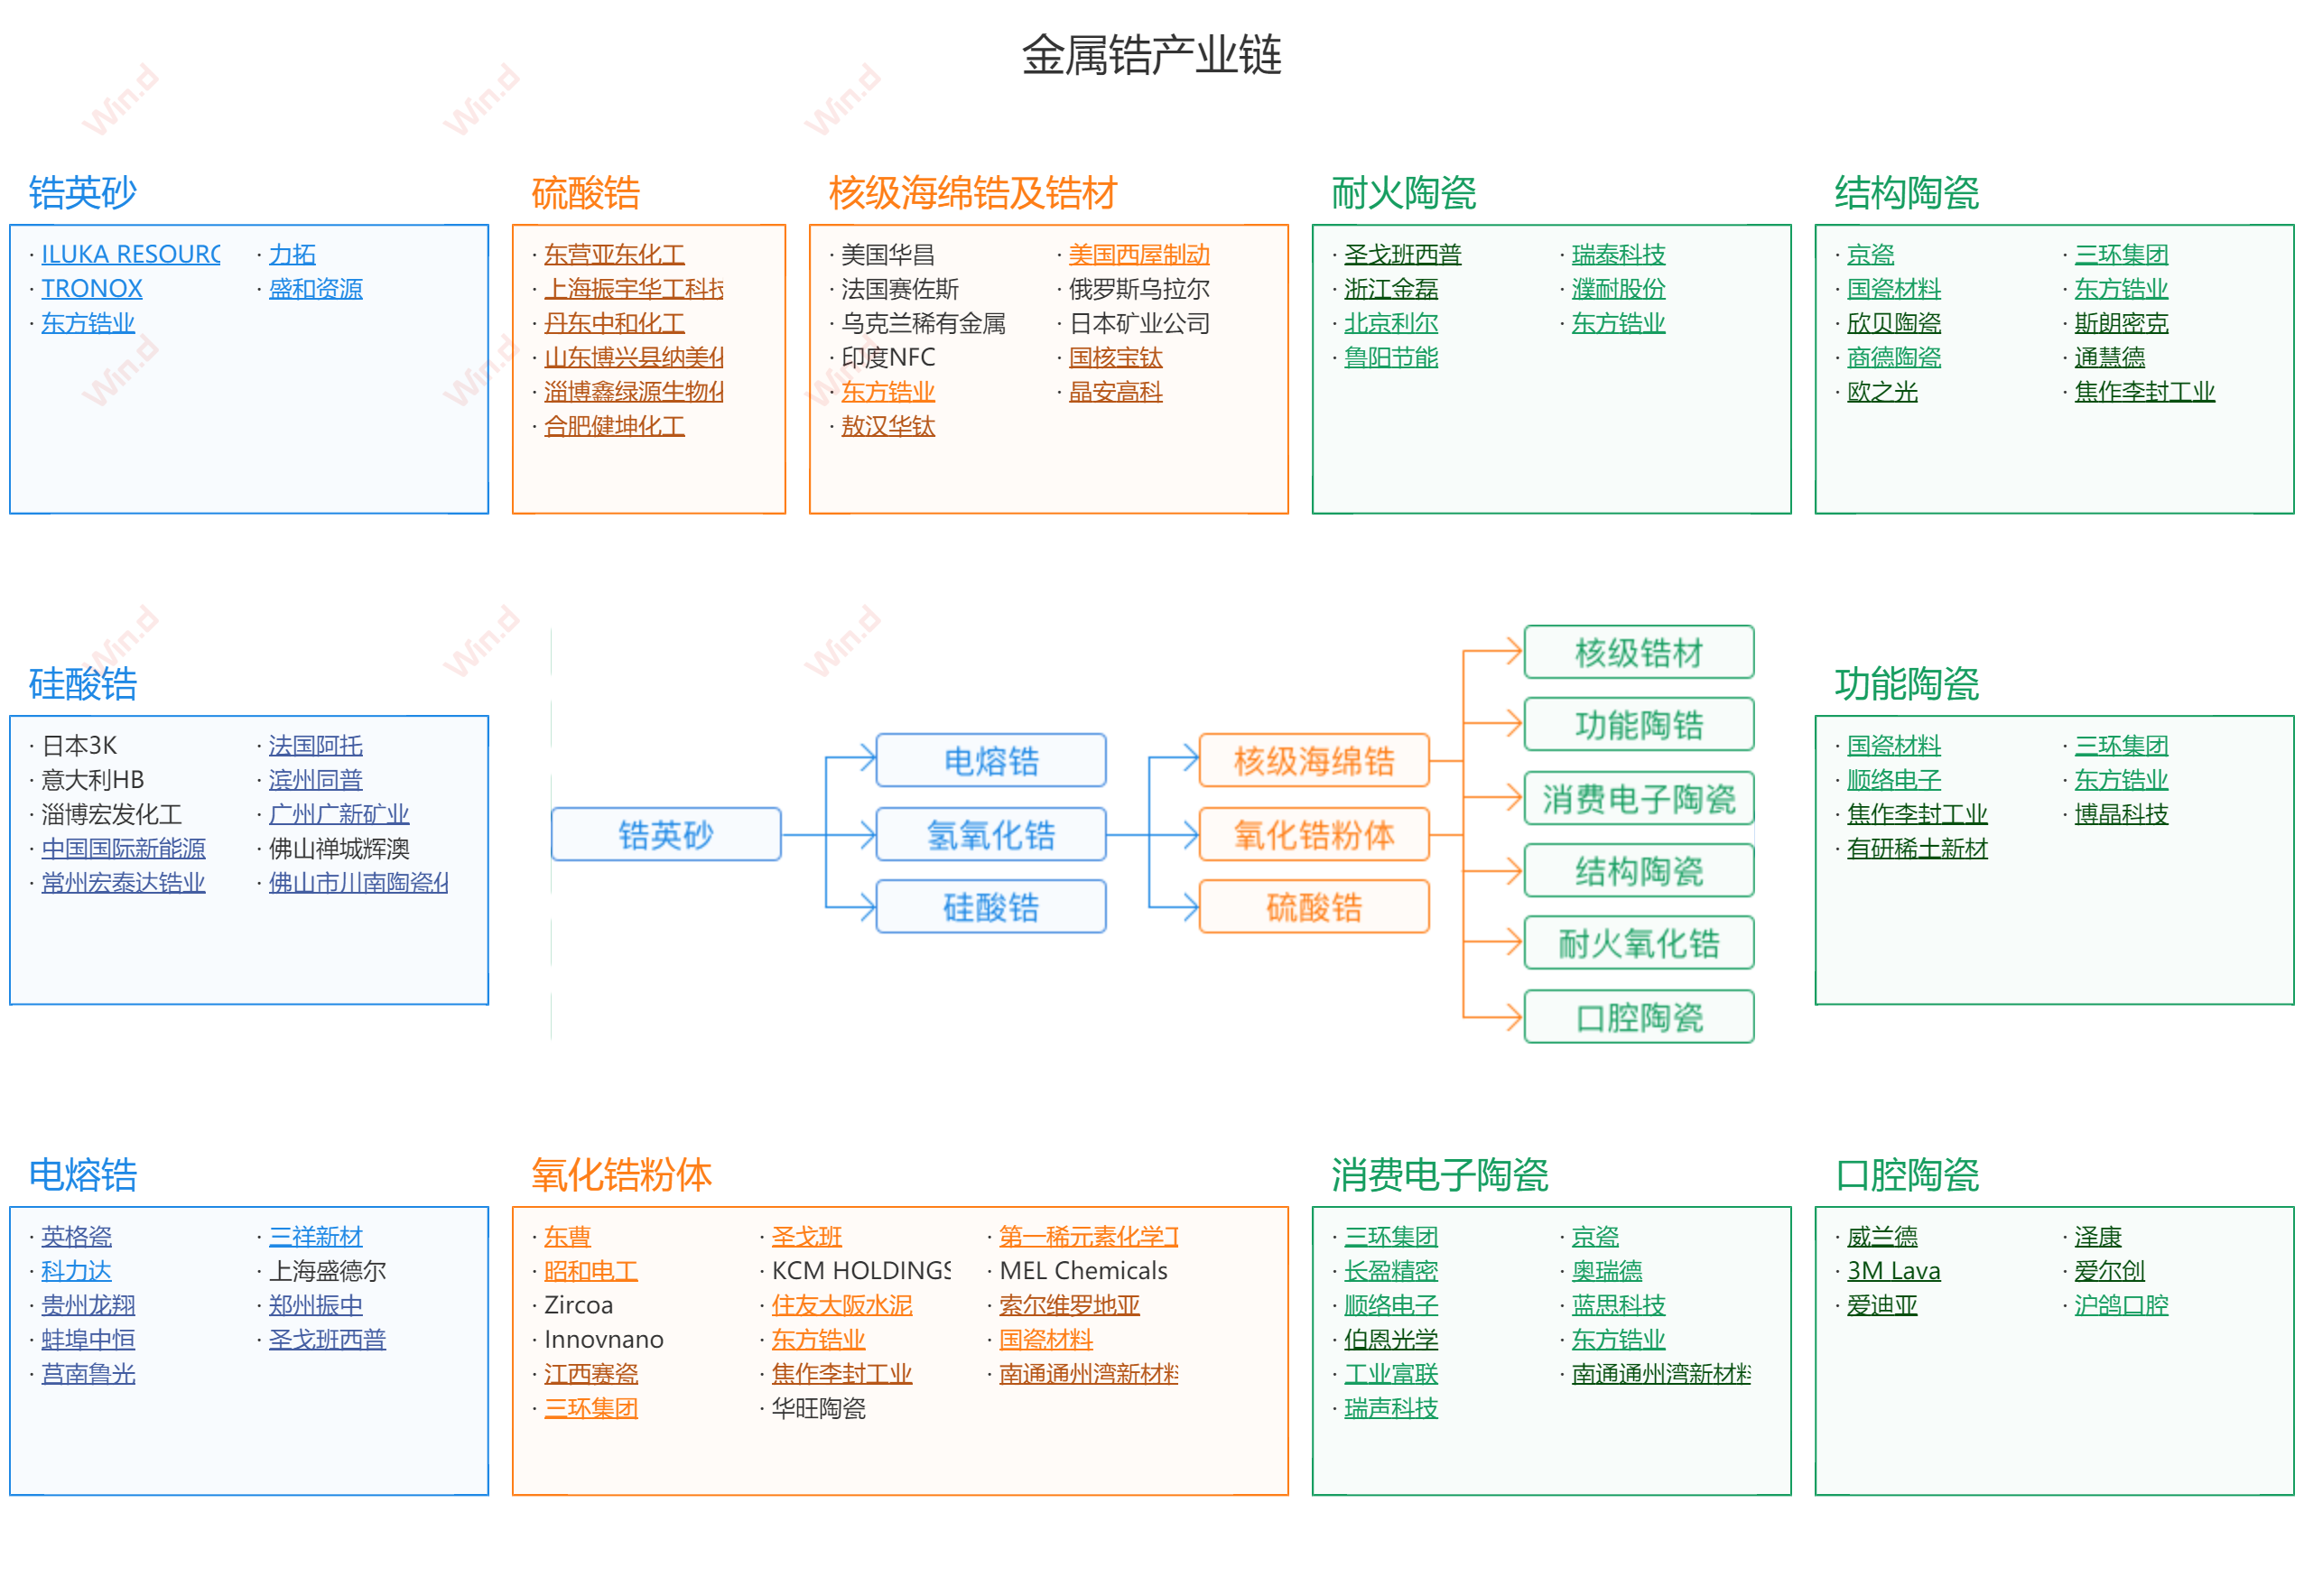 金属锆产业链
锆英砂
· ILUKA RESOURC
· 力拓
· TRONOX
· 盛和资源
· 东方锆业
硫酸锆
· 东营亚东化工
· 上海振宇华工科技
· 丹东中和化工
· 山东博兴县纳美化
· 淄博鑫绿源生物化
· 合肥健坤化工
核级海绵锆及锆材
· 美国华昌
· 美国西屋制动
· 法国赛佐斯
· 俄罗斯乌拉尔
· 乌克兰稀有金属
· 日本矿业公司
· 印度NFC
· 国核宝钛
· 东方锆业
· 晶安高科
· 敖汉华钛
耐火陶瓷
· 圣戈班西普
· 瑞泰科技
· 浙江金磊
· 濮耐股份
· 北京利尔
· 东方锆业
· 鲁阳节能
结构陶瓷
· 京瓷
· 三环集团
· 国瓷材料
· 东方锆业
· 欣贝陶瓷
· 斯朗密克
· 商德陶瓷
· 通慧德
· 欧之光
· 焦作李封工业
硅酸锆
· 日本3K
· 法国阿托
· 意大利HB
· 滨州同普
· 淄博宏发化工
· 广州广新矿业
· 中国国际新能源
· 佛山禅城辉澳
· 常州宏泰达锆业
· 佛山市川南陶瓷化
锆英砂
电熔锆
氢氧化锆
硅酸锆
核级海绵锆
氧化锆粉体
硫酸锆
核级锆材
功能陶锆
消费电子陶瓷
结构陶瓷
耐火氧化锆
口腔陶瓷
功能陶瓷
· 国瓷材料
· 三环集团
· 顺络电子
· 东方锆业
· 焦作李封工业
· 博晶科技
· 有研稀土新材
电熔锆
· 英格瓷
· 三祥新材
· 科力达
· 上海盛德尔
· 贵州龙翔
· 郑州振中
· 蚌埠中恒
· 圣戈班西普
· 莒南鲁光
氧化锆粉体
· 东曹
· 圣戈班
· 第一稀元素化学工
· 昭和电工
· KCM HOLDINGS
· MEL Chemicals
· Zircoa
· 住友大阪水泥
· 索尔维罗地亚
· Innovnano
· 东方锆业
· 国瓷材料
· 江西赛瓷
· 焦作李封工业
· 南通通州湾新材料
· 三环集团
· 华旺陶瓷
消费电子陶瓷
· 三环集团
· 京瓷
· 长盈精密
· 奥瑞德
· 顺络电子
· 蓝思科技
· 伯恩光学
· 东方锆业
· 工业富联
· 南通通州湾新材料
· 瑞声科技
口腔陶瓷
· 威兰德
· 泽康
· 3M Lava
· 爱尔创
· 爱迪亚
· 沪鸽口腔
Win.d
Win.d
Win.d
Win.d
Win.d
Win.d
Win.d
Win.d
Win.d